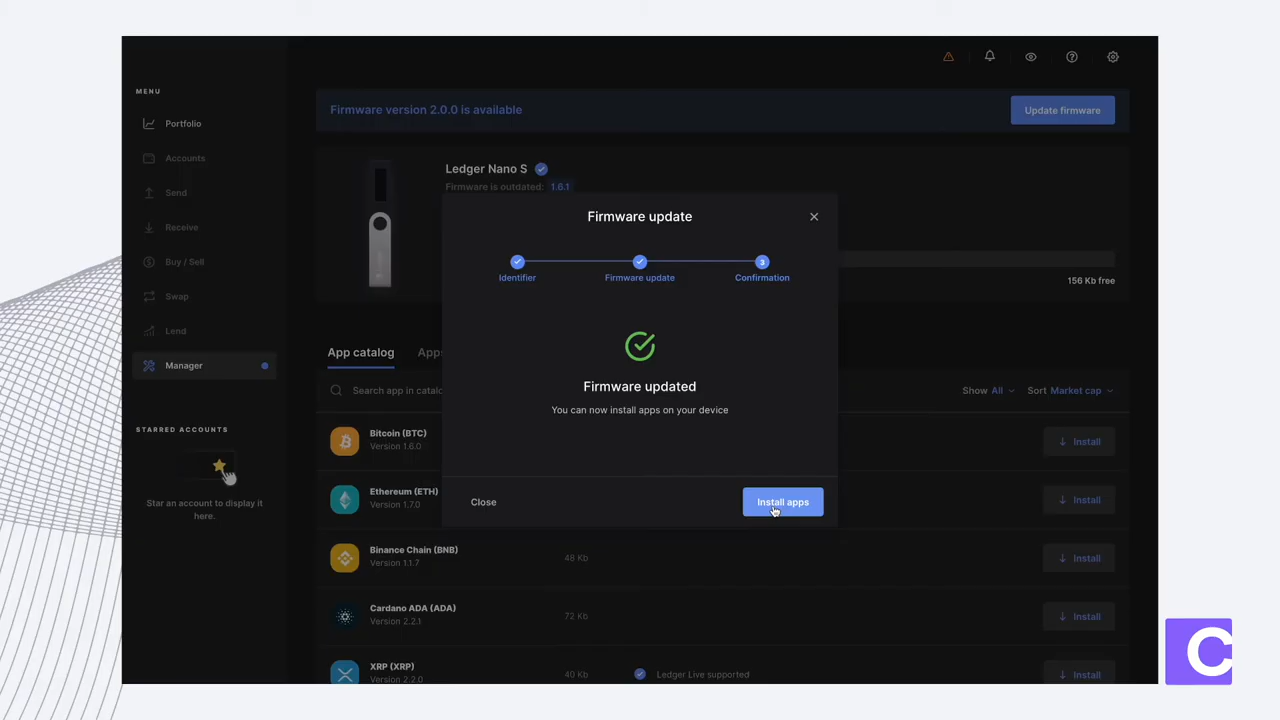 MENU
Portfolio
Accounts
Send
Receive
Buy / Sell
Swap
Lend
Manager
STARRED ACCOUNTS
Star an account to display it
here.
Firmware version 2.0.0 is available
Update firmware
Ledger Nano S
Firmware is outdated: 1.6.1
156 Kb free
Firmware update
Identifier
Firmware update
3
Confirmation
Firmware updated
You can now install apps on your device
Close
Install apps
App catalog
Apps
Search app in catalo
Show All
Sort Market cap
Bitcoin (BTC)
Version 1.6.0
Install
Ethereum (ETH)
Version 1.7.0
Install
Binance Chain (BNB)
Version 1.1.7
48 Kb
Install
Cardano ADA (ADA)
Version 2.2.1
72 Kb
Install
XRP (XRP)
Version 2.2.0
40 Kb
Ledger Live supported
Install
C